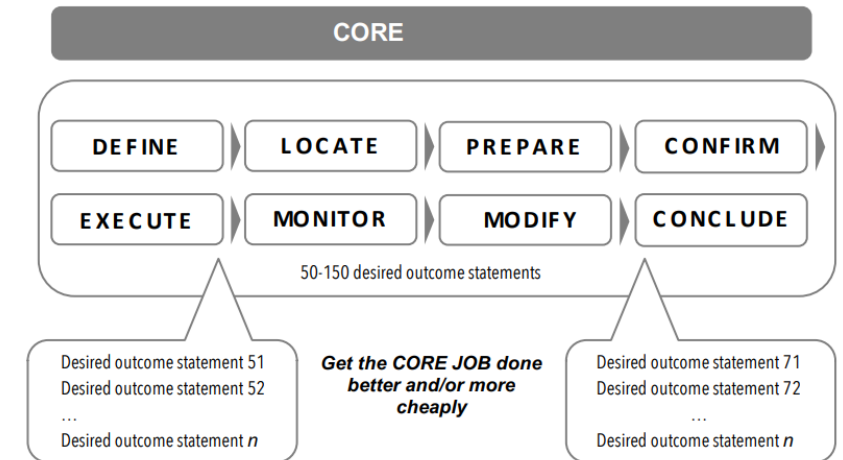 CORE
DEFINE
LOCATE
PREPARE
CONFIRM
EXECUTE
MONITOR
MODIFY
CONCLUDE
50-150 desired outcome statements
Desired outcome statement 51
Desired outcome statement 52
...
Desired outcome statement n
Get the CORE JOB done
better and/or more
cheaply
Desired outcome statement 71
Desired outcome statement 72
...
Desired outcome statement n